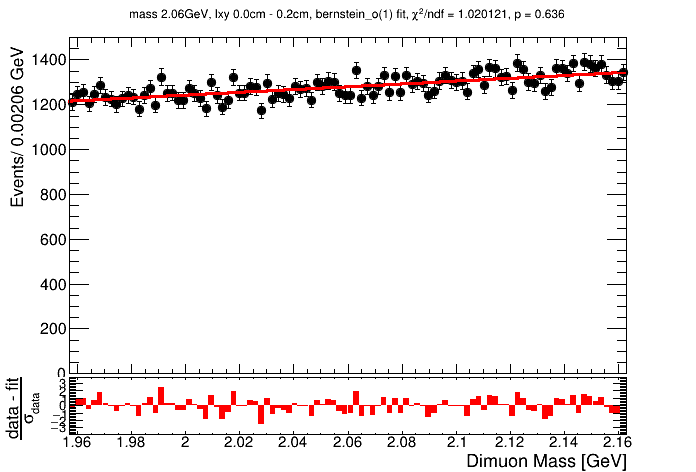 mass 2.06GeV, lxy 0.0cm - 0.2cm, bernstein_o(1) fit, χ²/ndf = 1.020121, p = 0.636
Events/ 0.00206 GeV
1400
1200
1000
800
600
400
200
0
data - fit
σdata
3
2
1
0
−1
−2
−3
1.96 1.98 2 2.02 2.04 2.06 2.08 2.1 2.12 2.14 2.16
Dimuon Mass [GeV]